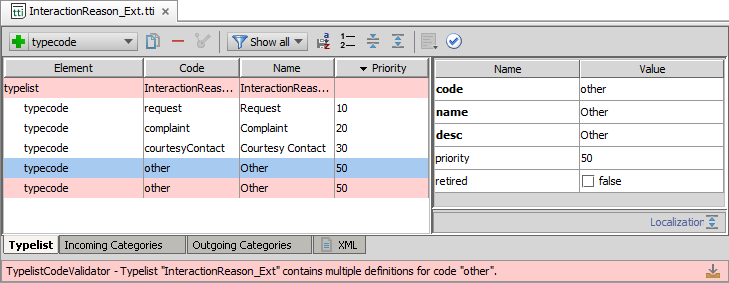 tti InteractionReason_Ext.tti
typecode Show all
Element Code Name Priority
typelist InteractionReas... InteractionReas...
typecode request Request 10
typecode complaint Complaint 20
typecode courtesyContact Courtesy Contact 30
typecode other Other 50
typecode other Other 50
Name Value
code other
name Other
desc Other
priority 50
retired false
Localization
Typelist Incoming Categories Outgoing Categories XML
TypelistCodeValidator - Typelist "InteractionReason_Ext" contains multiple definitions for code "other".